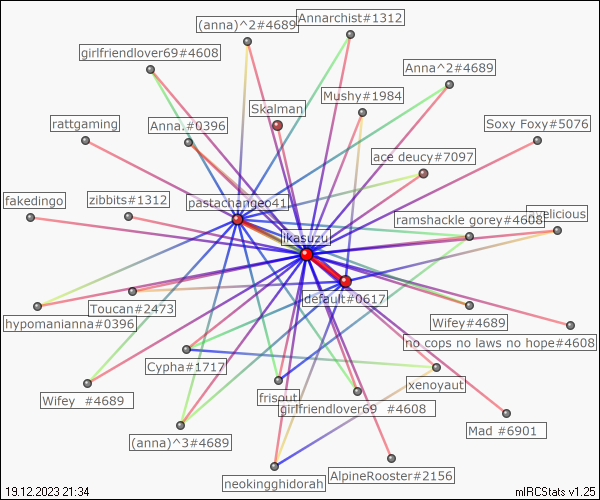 (anna)^2#4689
Annarchist#1312
girlfriendlover69#4608
Anna^2#4689
Mushy#1984
Skalman
rattgaming
Anna.#0396
Soxy Foxy#5076
ace deucy#7097
fakedingo
zibbits#1312
pastachangeo41
ramshackle gorey#4608
elicious
ikasuzu
default#0617
hypomanianna#0396
Toucan#2473
Wifey#4689
no cops no laws no hope#4608
Cypha#1717
xenoyaut
Wifey #4689
frisout
girlfriendlover69 #4608
Mad #6901
(anna)^3#4689
neokingghidorah
AlpineRooster#2156
19.12.2023 21:34
mIRCStats v1.25